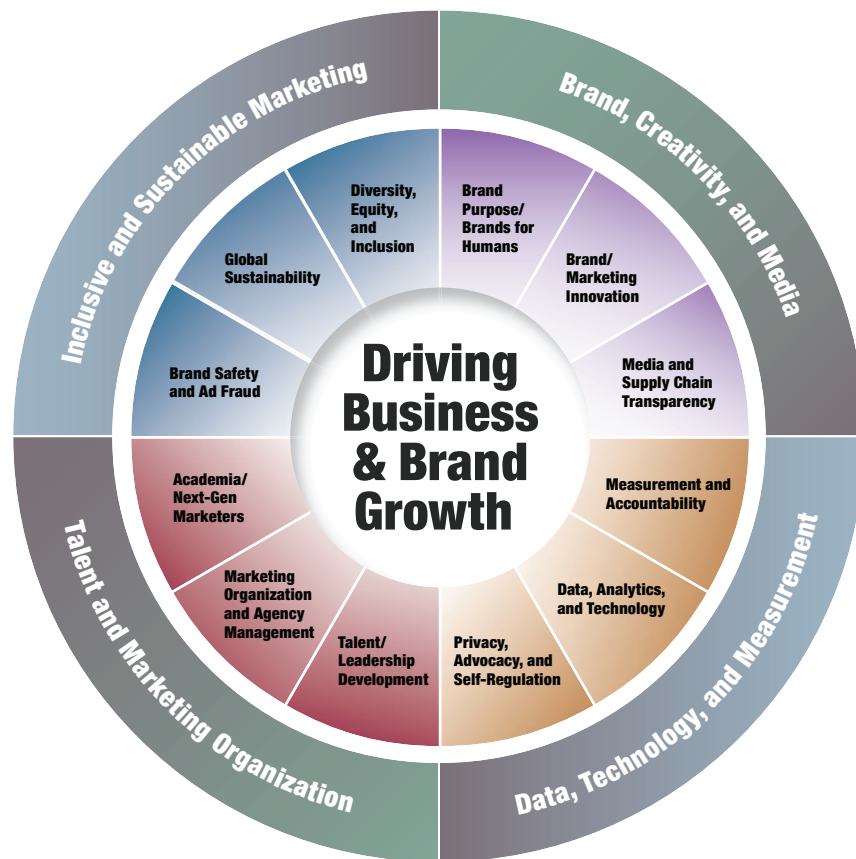 Inclusive and Sustainable Marketing
Brand, Creativity, and Media
Diversity,
Equity,
and
Inclusion
Brand
Purpose/
Brands for
Humans
Global
Sustainability
Brand/
Marketing
Innovation
Brand Safety
and Ad Fraud
Media and
Supply Chain
Transparency
Driving
Business
& Brand
Growth
Academia/
Next-Gen
Marketers
Measurement and
Accountability
Marketing
Organization
and Agency
Management
Data, Analytics,
and Technology
Talent/
Leadership
Development
Privacy,
Advocacy, and
Self-Regulation
Talent and Marketing Organization
Data, Technology, and Measurement